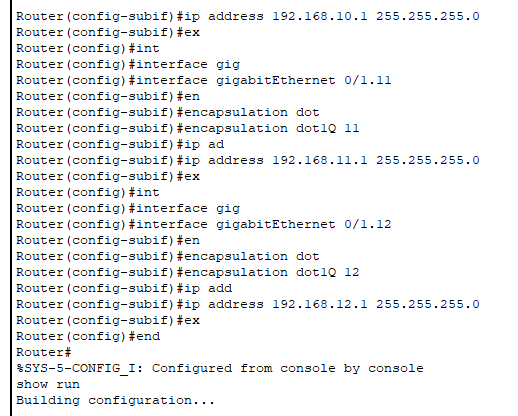 Router(config-subif)#ip address 192.168.10.1 255.255.255.0
Router(config-subif)#ex
Router(config)#int
Router(config)#interface gig
Router(config)#interface gigabitEthernet 0/1.11
Router(config-subif)#en
Router(config-subif)#encapsulation dot
Router(config-subif)#encapsulation dot1Q 11
Router(config-subif)#ip ad
Router(config-subif)#ip address 192.168.11.1 255.255.255.0
Router(config-subif)#ex
Router(config)#int
Router(config)#interface gig
Router(config)#interface gigabitEthernet 0/1.12
Router(config-subif)#en
Router(config-subif)#encapsulation dot
Router(config-subif)#encapsulation dot1Q 12
Router(config-subif)#ip add
Router(config-subif)#ip address 192.168.12.1 255.255.255.0
Router(config-subif)#ex
Router(config)#end
Router#
%SYS-5-CONFIG_I: Configured from console by console
show run
Building configuration...